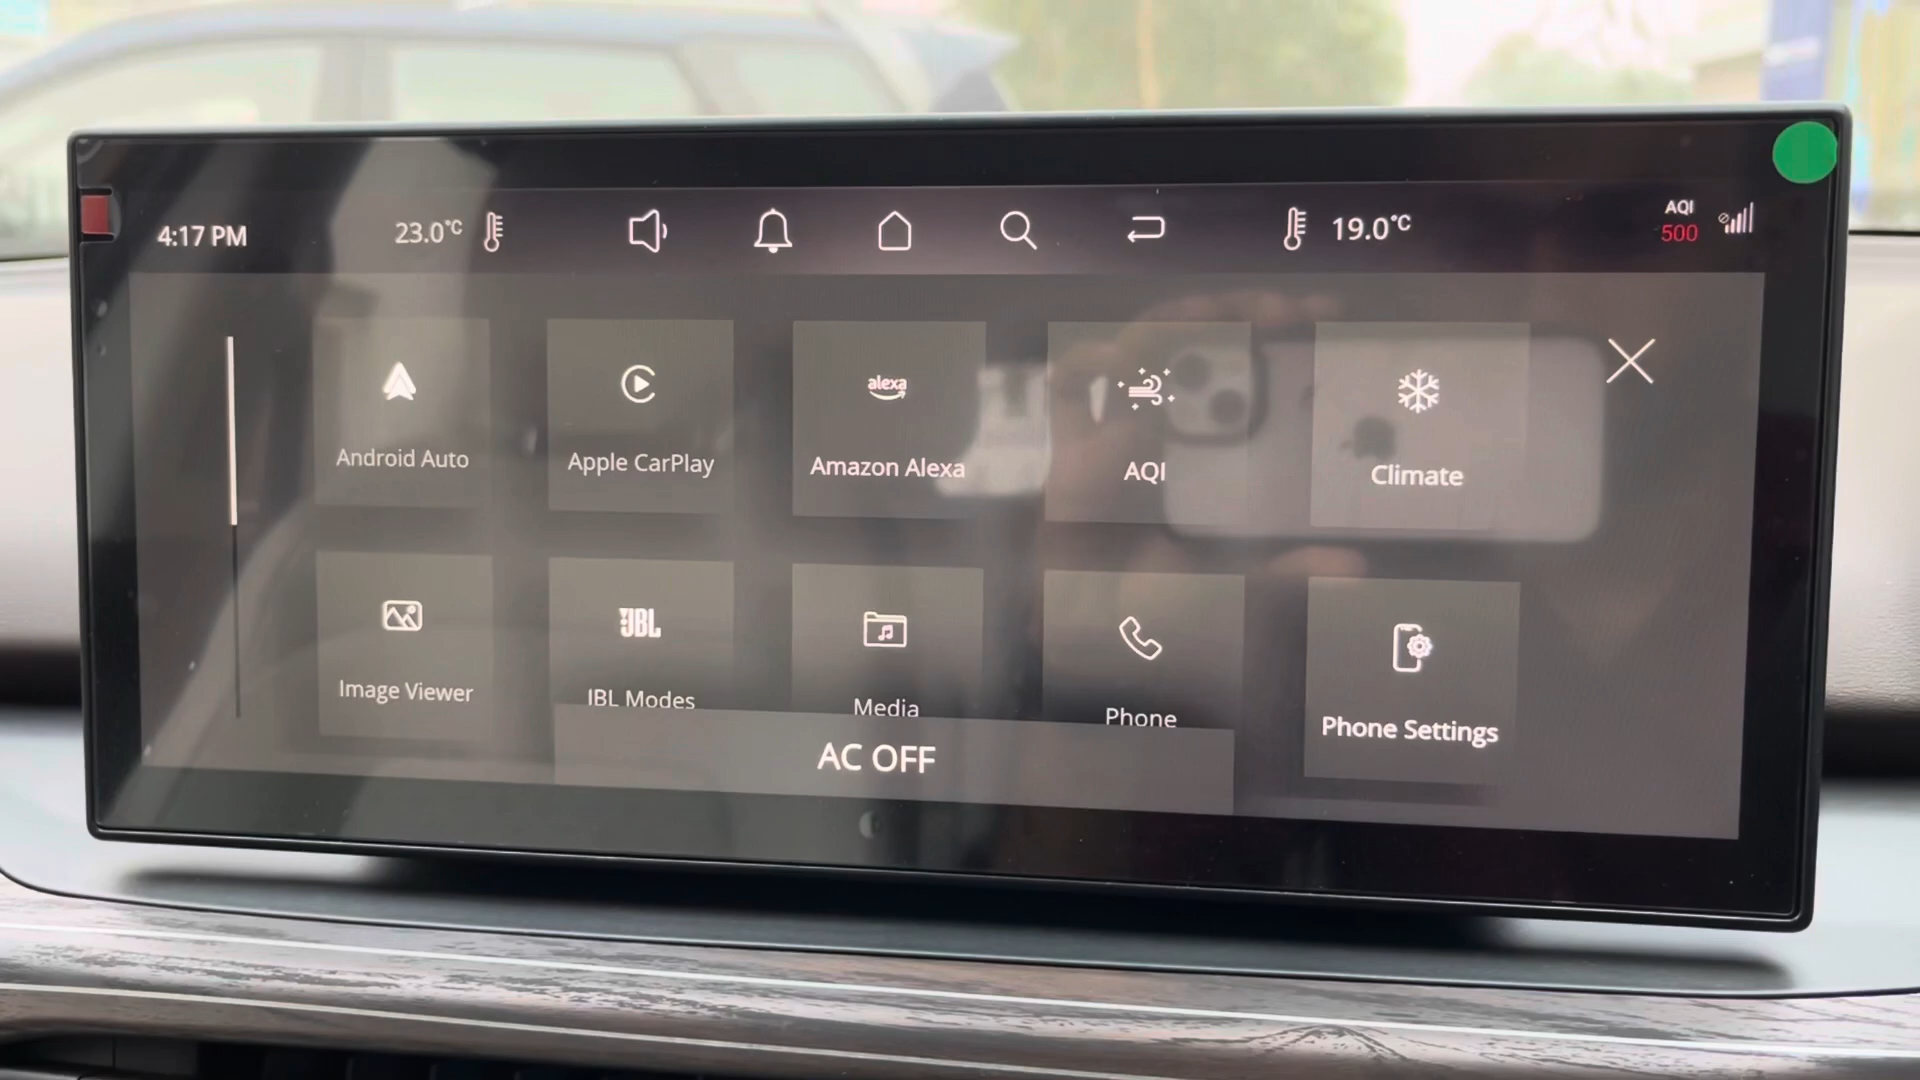 4:17 PM
23.0°C
19.0°C
AQI
500
Android Auto
Apple CarPlay
alexa
Amazon Alexa
AQI
Climate
Image Viewer
JBL
JBL Modes
Media
Phone
Phone Settings
AC OFF